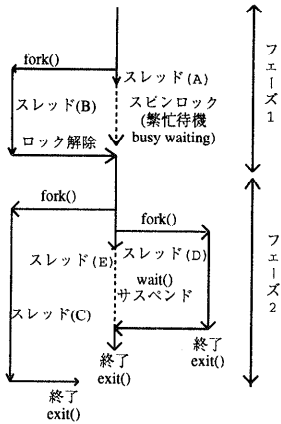 fork()
スレッド(A)
スレッド(B)
スピンロック
(繁忙待機
busy waiting)
ロック解除
フェーズ1
fork()
fork()
スレッド(E)
スレッド(D)
wait()
サスペンド
スレッド(C)
終了
exit()
終了
exit()
終了
exit()
フェーズ2